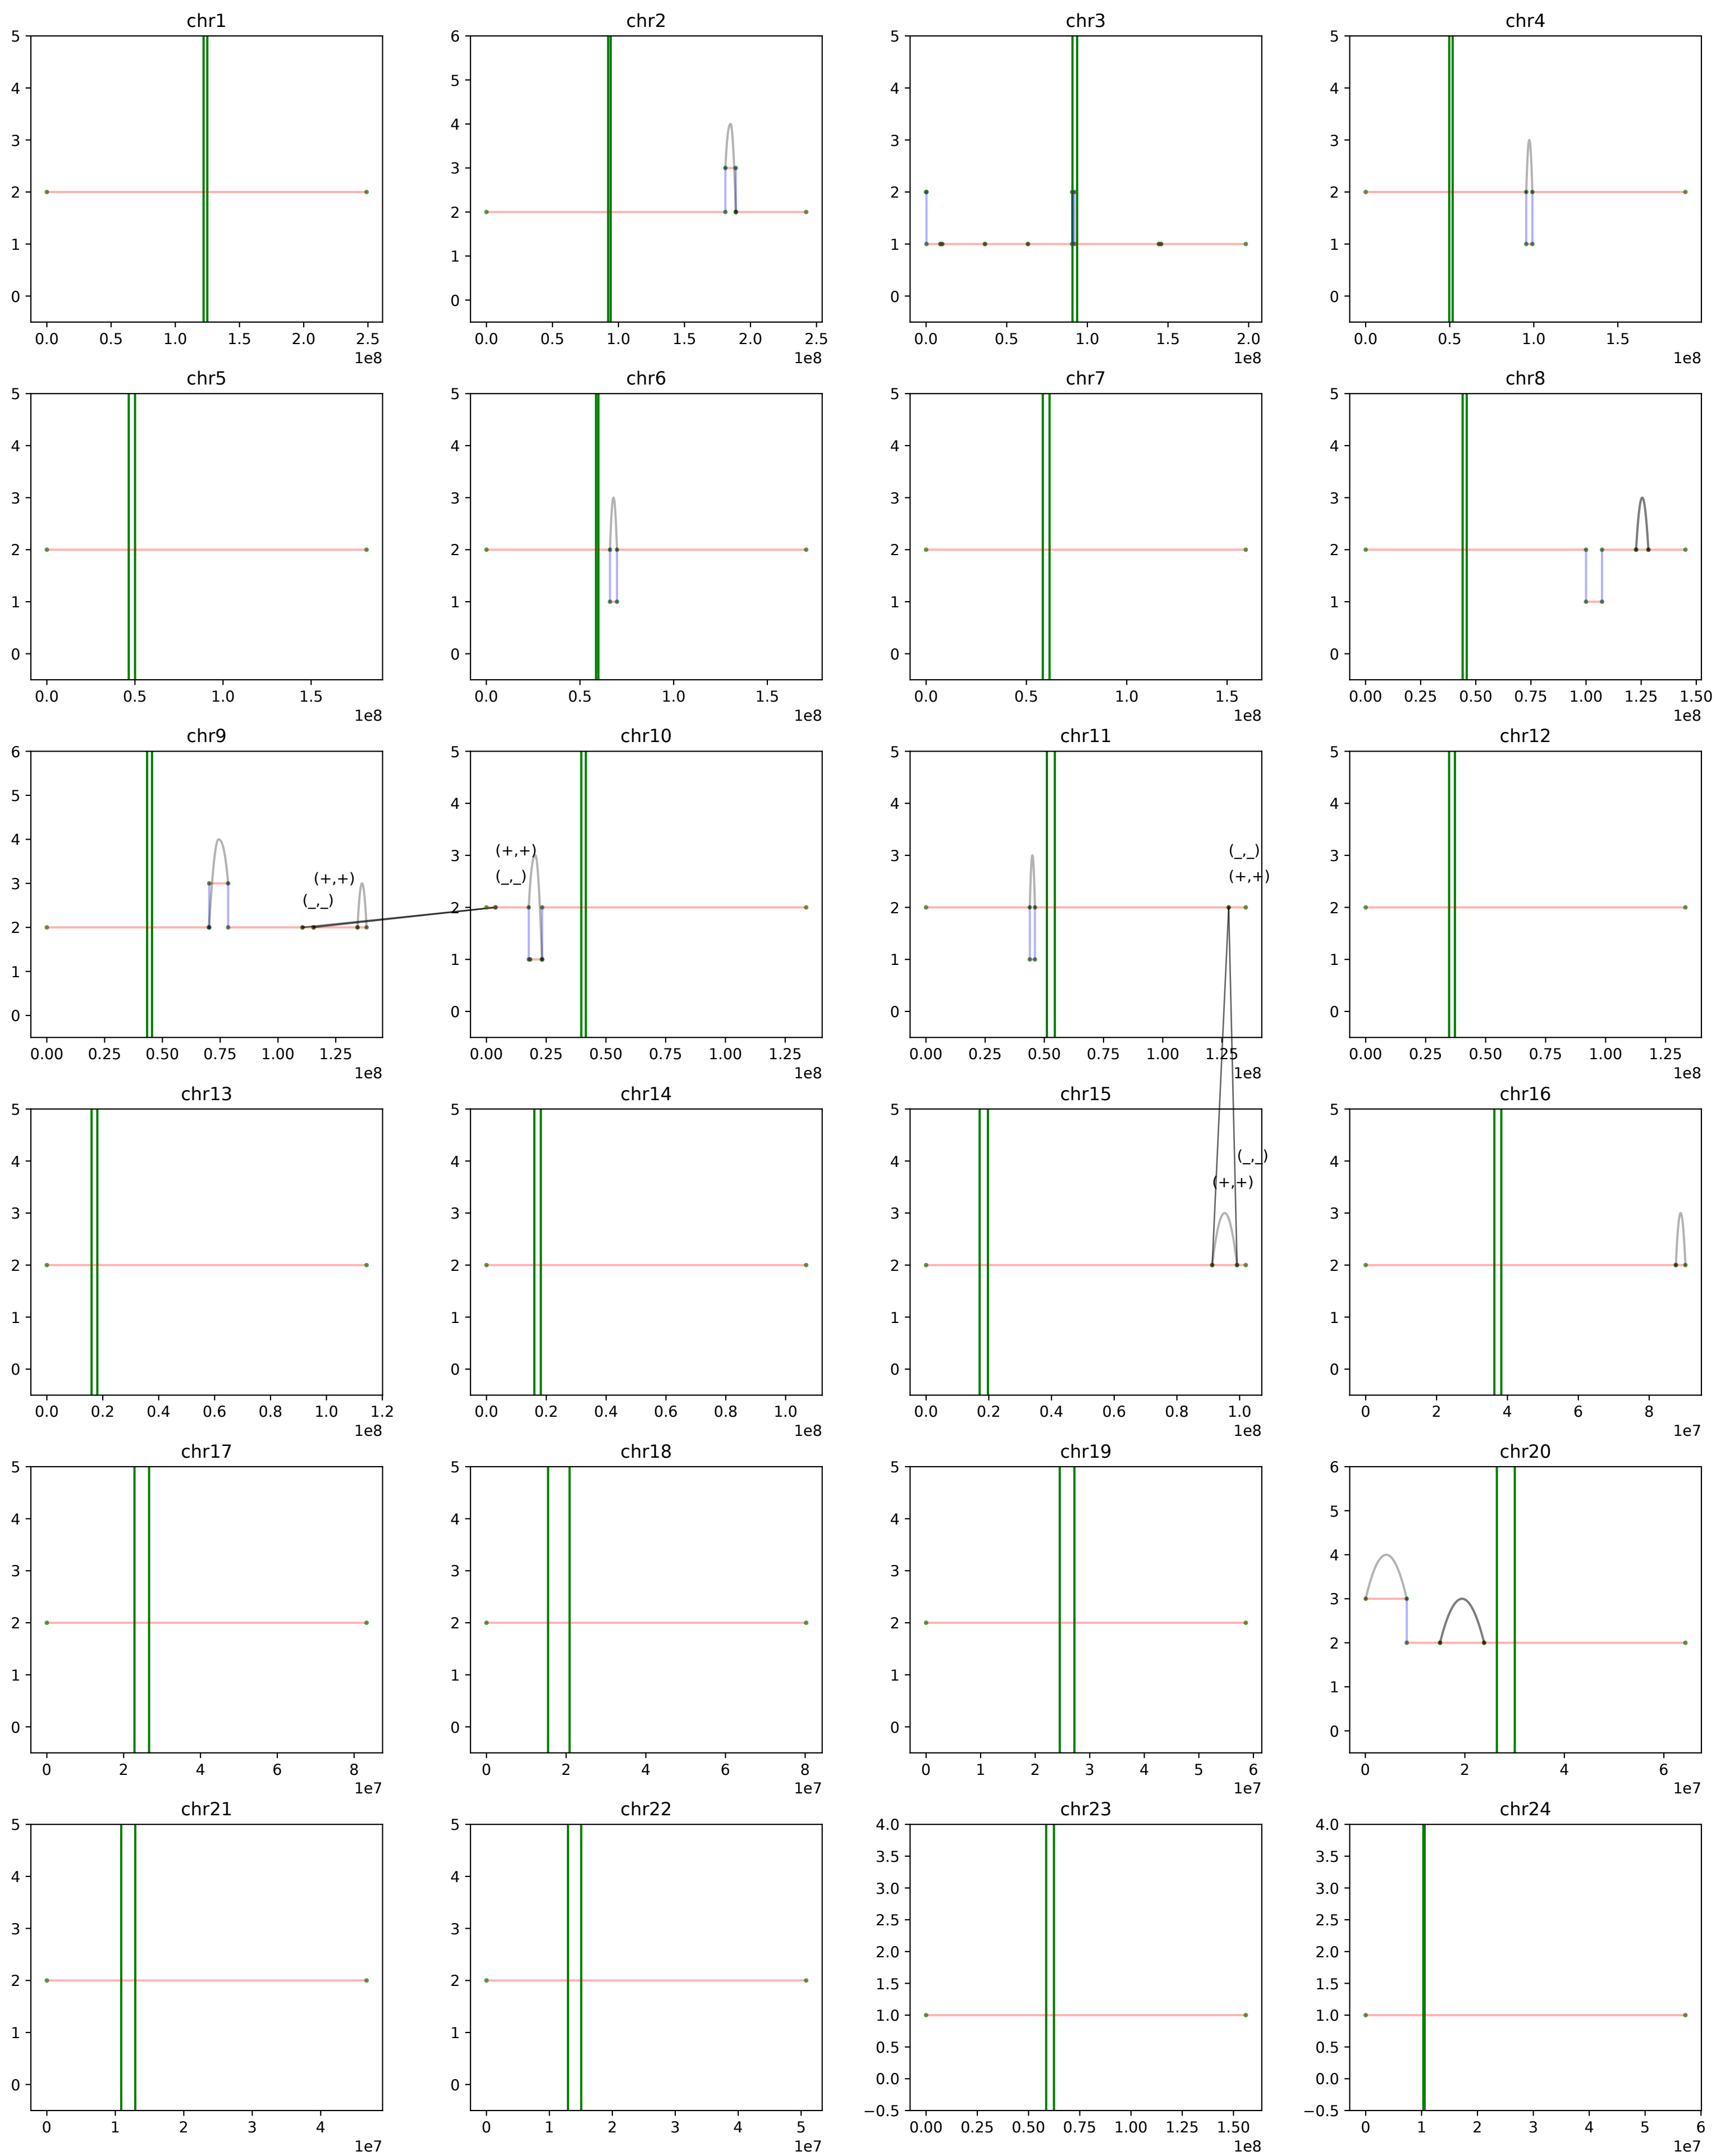 chr1 chr2 chr3 chr4
5 6 5 5
4 5 4 4
3 4 3 3
2 3 2 2
1 2 1 1
0 1 0 0
0
0.0 0.5 1.0 1.5 2.0 2.5 0.0 0.5 1.0 1.5 2.0 2.5 0.0 0.5 1.0 1.5 2.0 0.0 0.5 1.0 1.5
1e8 1e8 1e8 1e8
chr5 chr6 chr7 chr8
5 5 5 5
4 4 4 4
3 3 3 3
2 2 2 2
1 1 1 1
0 0 0 0
0.0 0.5 1.0 1.5 0.0 0.5 1.0 1.5 0.0 0.5 1.0 1.5 0.00 0.25 0.50 0.75 1.00 1.25 1.50
1e8 1e8 1e8 1e8
chr9 chr10 chr11 chr12
6 5 5 5
5 4 4 4
4 3 (+,+) 3 (_,_) 3
3 (+,+) (_,_) (+,+)
(_,_)
2 2 2 2
1 1 1 1
0 0 0 0
0.00 0.25 0.50 0.75 1.00 1.25 0.00 0.25 0.50 0.75 1.00 1.25 0.00 0.25 0.50 0.75 1.00 1.25 0.00 0.25 0.50 0.75 1.00 1.25
1e8 1e8 1e8 1e8
chr13 chr14 chr15 chr16
5 5 5 5
4 4 4 (_,_) 4
(+,+)
3 3 3 3
2 2 2 2
1 1 1 1
0 0 0 0
0.0 0.2 0.4 0.6 0.8 1.0 1.2 0.0 0.2 0.4 0.6 0.8 1.0 0.0 0.2 0.4 0.6 0.8 1.0 0 2 4 6 8
1e8 1e8 1e8 1e7
chr17 chr18 chr19 chr20
5 5 5 6
4 4 4 5
3 3 3 4
2 2 2 3
1 1 1 2
0 0 0 1
0
0 2 4 6 8 0 2 4 6 8 0 1 2 3 4 5 6 0 2 4 6
1e7 1e7 1e7 1e7
chr21 chr22 chr23 chr24
5 5 4.0 4.0
4 4 3.5 3.5
3 3 3.0 3.0
2 2 2.5 2.5
1 1 2.0 2.0
0 0 1.5 1.5
1.0 1.0
0.5 0.5
0.0 0.0
−0.5 −0.5
0 1 2 3 4 0 1 2 3 4 5 0.00 0.25 0.50 0.75 1.00 1.25 1.50 0 1 2 3 4 5 6
1e7 1e7 1e8 1e7